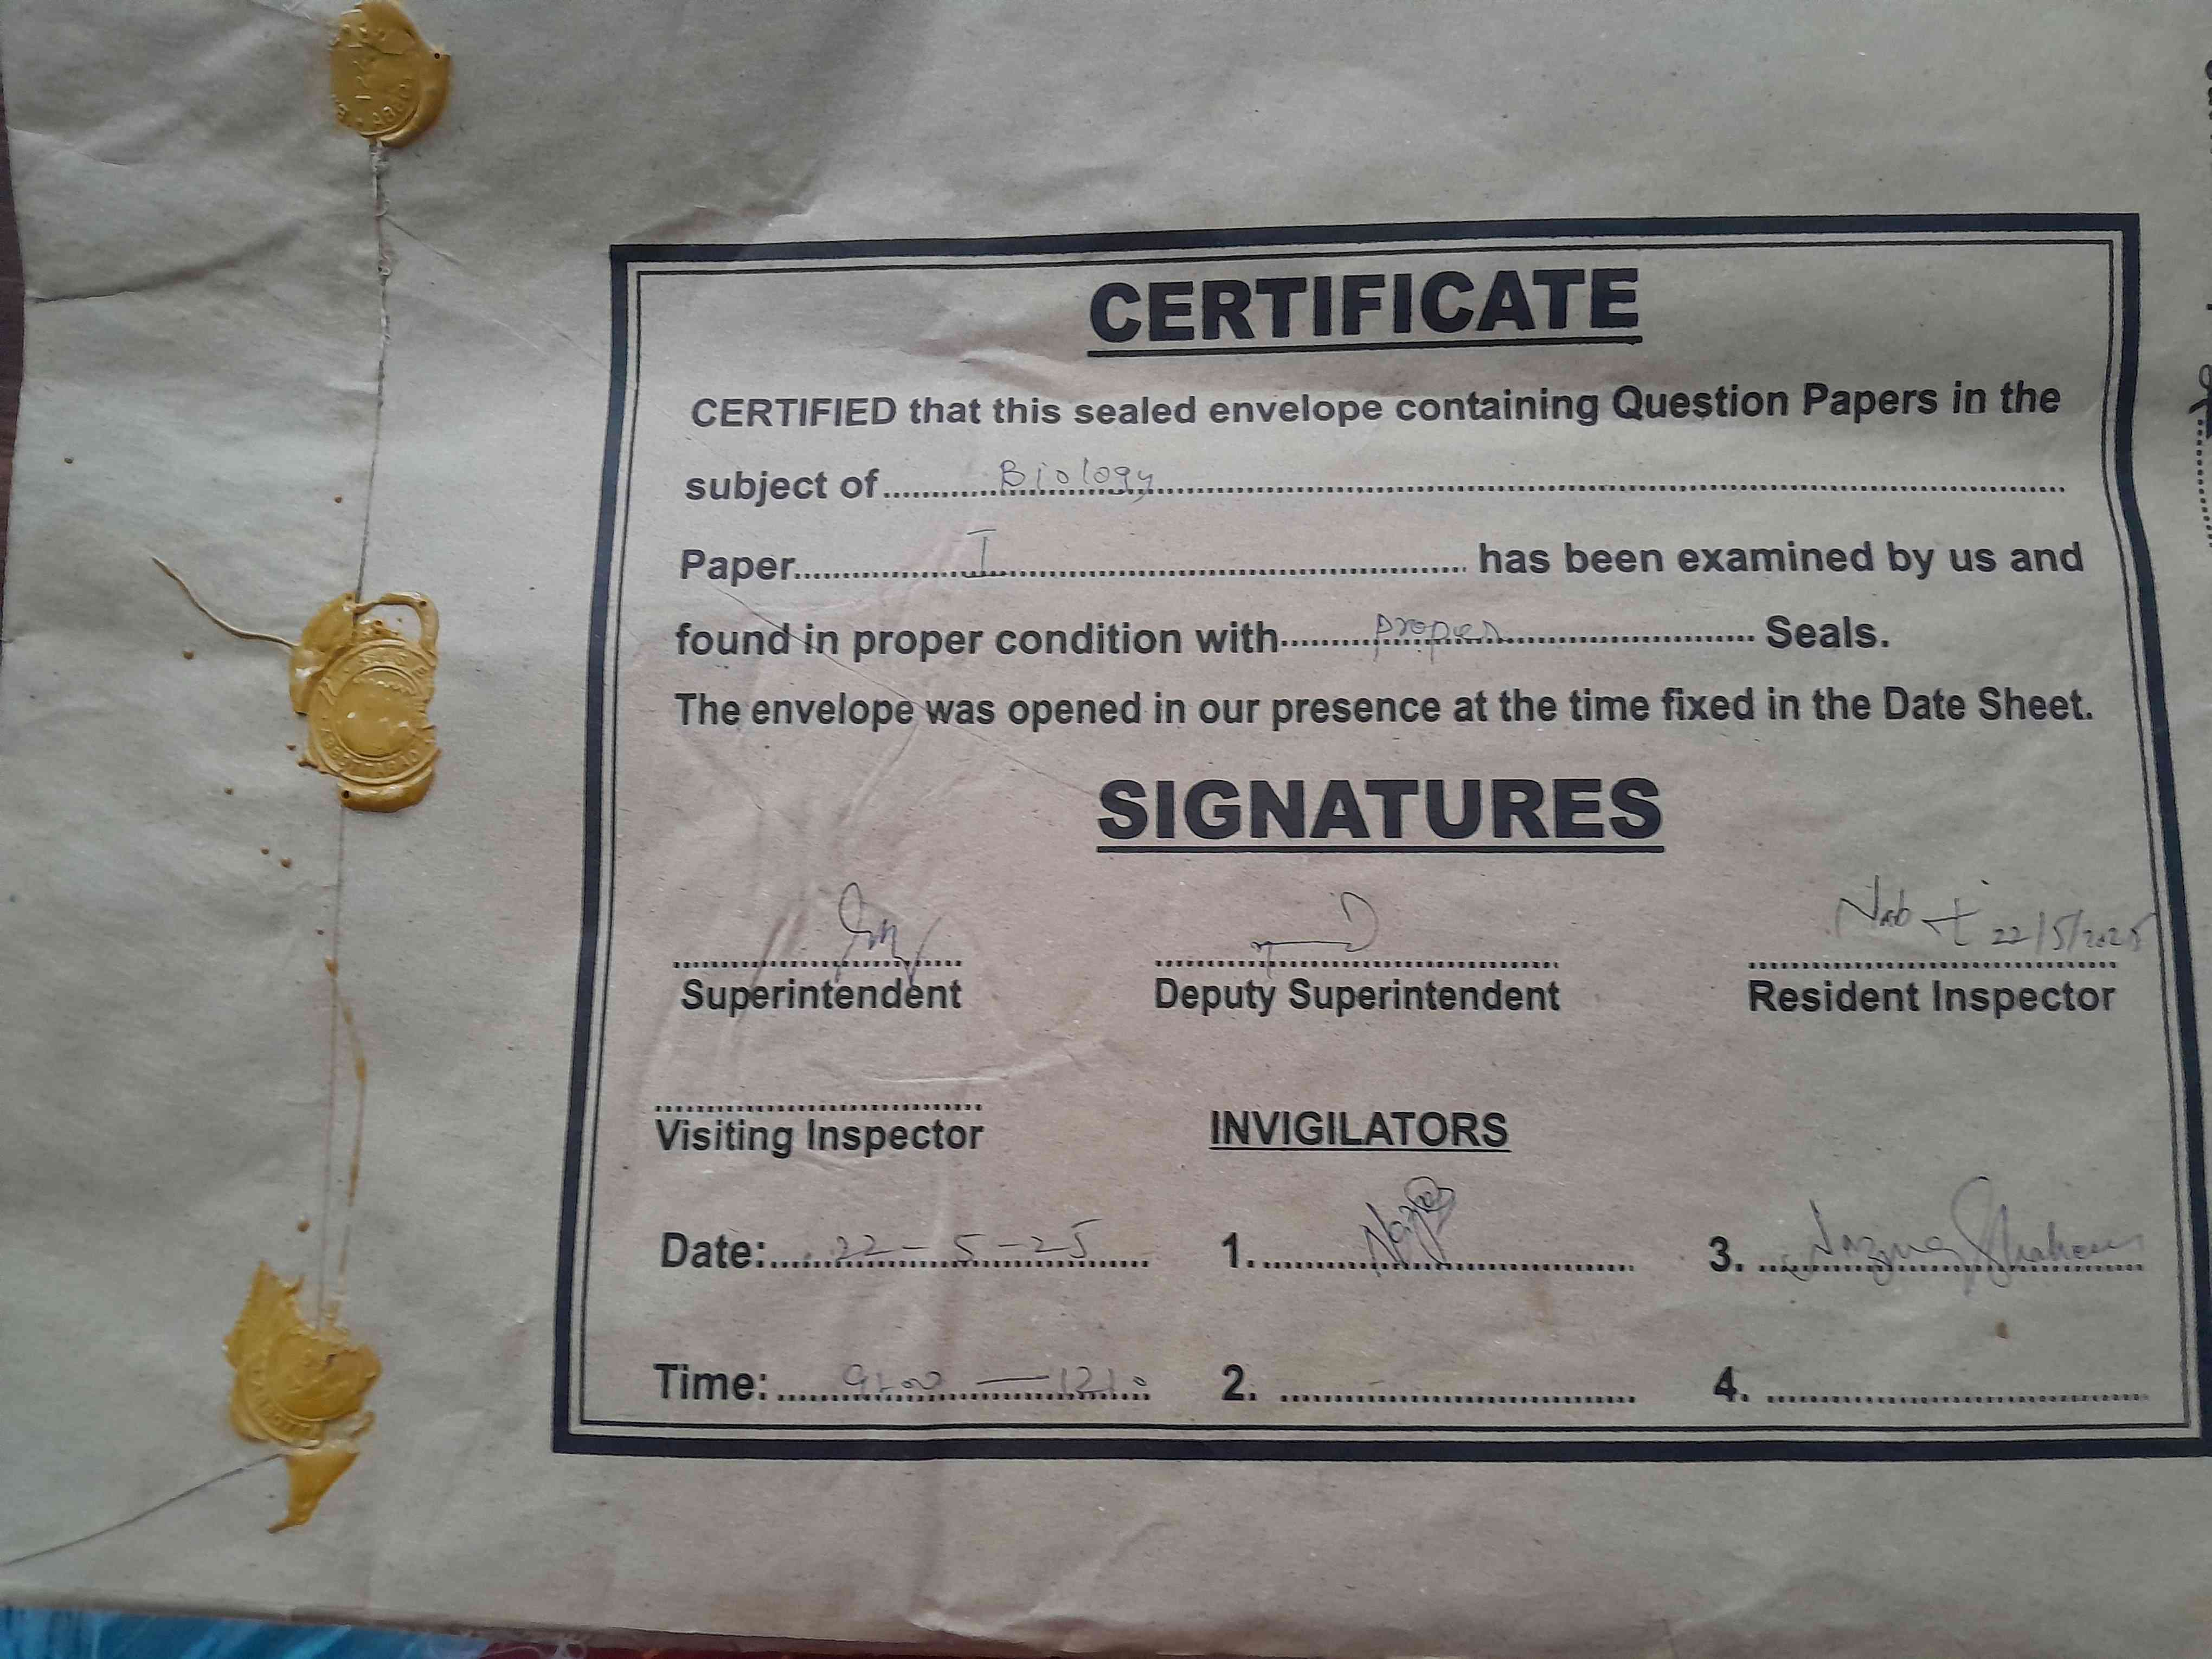 CERTIFICATE
CERTIFIED that this sealed envelope containing Question Papers in the
subject of Biology
Paper I has been examined by us and
found in proper condition with proper Seals.
The envelope was opened in our presence at the time fixed in the Date Sheet.
SIGNATURES
22/5/2025
Superintendent Deputy Superintendent Resident Inspector
Visiting Inspector INVIGILATORS
Date: 22-5-25 1. 3.
Time: 2. 4.
ABBOTTABAD